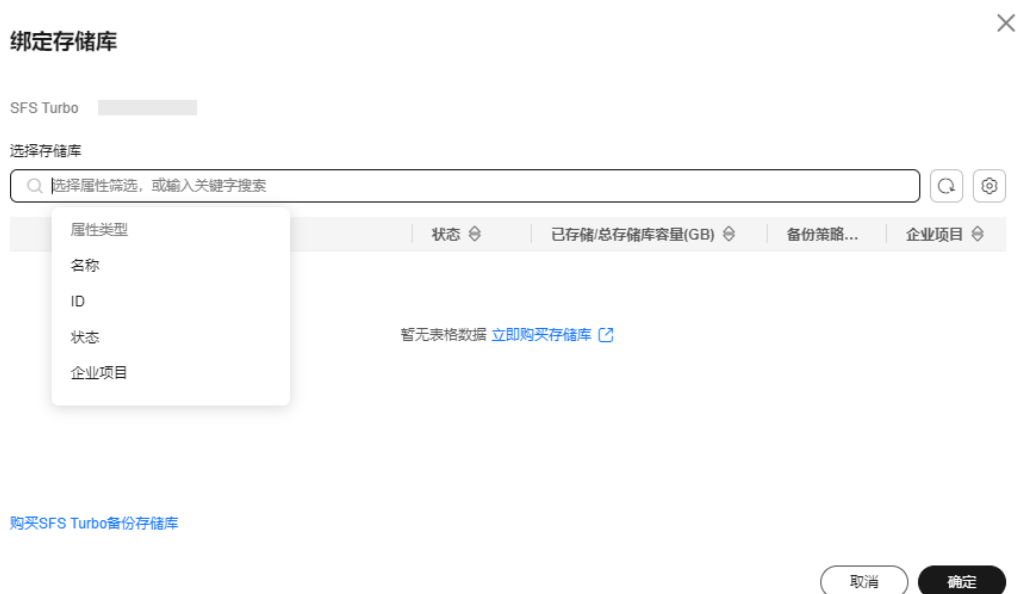 绑定存储库
SFS Turbo
选择存储库
选择属性筛选，或输入关键字搜索
属性类型
名称
ID
状态
企业项目
状态 已存储/总存储库容量(GB) 备份策略... 企业项目
暂无表格数据 立即购买存储库
购买SFS Turbo备份存储库
取消 确定